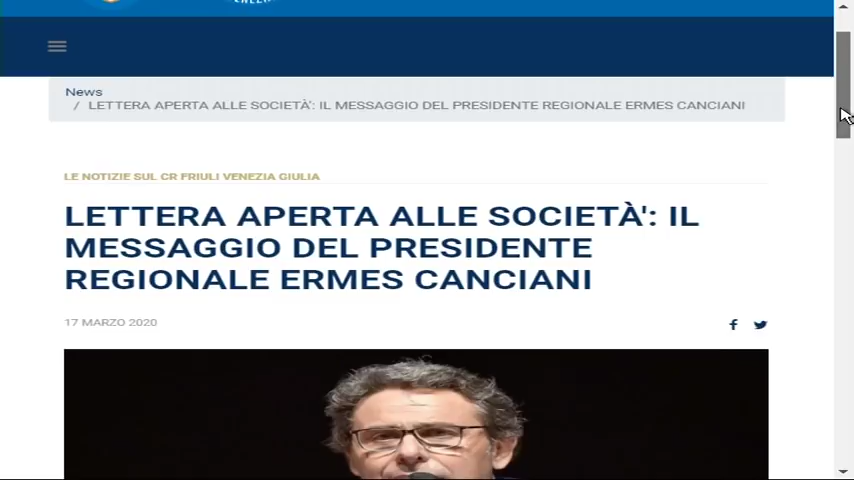 News
/ LETTERA APERTA ALLE SOCIETÀ': IL MESSAGGIO DEL PRESIDENTE REGIONALE ERMES CANCIANI
LE NOTIZIE SUL CR FRIULI VENEZIA GIULIA
LETTERA APERTA ALLE SOCIETÀ': IL
MESSAGGIO DEL PRESIDENTE
REGIONALE ERMES CANCIANI
17 MARZO 2020